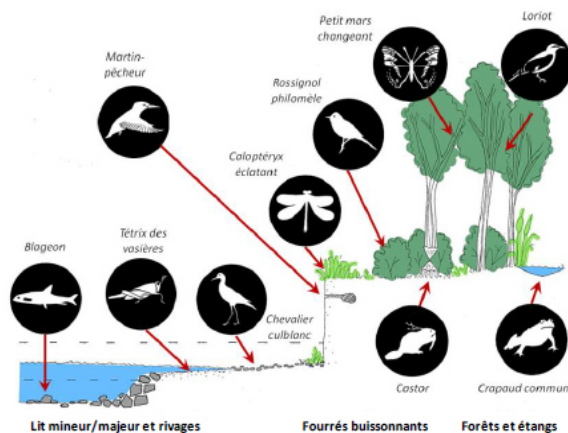 Petit mars
changeant
Loriot
Martin-
pêcheur
Rossignol
philomèle
Caloptéryx
éclatant
Blageon
Tétrix des
vasières
Chevalier
culblanc
Castor
Crapaud commun
Lit mineur/majeur et rivages
Fourrés buissonnants
Forêts et étangs